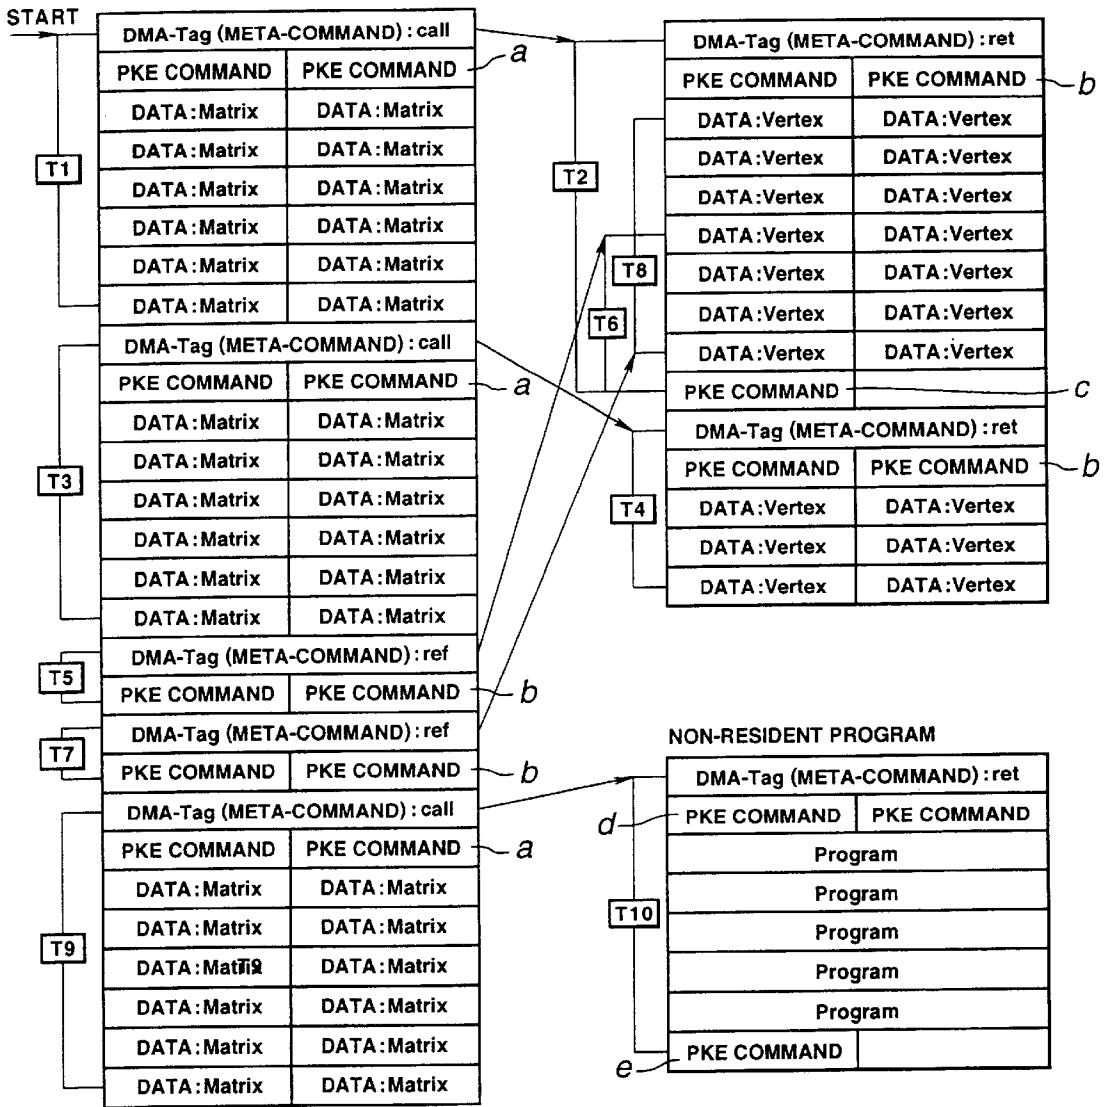 START
DMA-Tag (META-COMMAND) : call
PKE COMMAND PKE COMMAND a
DATA:Matrix DATA:Matrix
DATA:Matrix DATA:Matrix
T1
DATA:Matrix DATA:Matrix
DATA:Matrix DATA:Matrix
DATA:Matrix DATA:Matrix
DATA:Matrix DATA:Matrix
DMA-Tag (META-COMMAND) : call
PKE COMMAND PKE COMMAND a
DATA:Matrix DATA:Matrix
DATA:Matrix DATA:Matrix
T3
DATA:Matrix DATA:Matrix
DATA:Matrix DATA:Matrix
DATA:Matrix DATA:Matrix
DATA:Matrix DATA:Matrix
DMA-Tag (META-COMMAND) : ref
T5
PKE COMMAND PKE COMMAND b
DMA-Tag (META-COMMAND) : ref
T7
PKE COMMAND PKE COMMAND b
DMA-Tag (META-COMMAND) : call
PKE COMMAND PKE COMMAND a
DATA:Matrix DATA:Matrix
DATA:Matrix DATA:Matrix
T9
DATA:Matrix T9 DATA:Matrix
DATA:Matrix DATA:Matrix
DATA:Matrix DATA:Matrix
DATA:Matrix DATA:Matrix
DMA-Tag (META-COMMAND) : ret
PKE COMMAND PKE COMMAND b
DATA:Vertex DATA:Vertex
DATA:Vertex DATA:Vertex
T2
DATA:Vertex DATA:Vertex
DATA:Vertex DATA:Vertex
T8
DATA:Vertex DATA:Vertex
T6
DATA:Vertex DATA:Vertex
DATA:Vertex DATA:Vertex
PKE COMMAND c
DMA-Tag (META-COMMAND) : ret
PKE COMMAND PKE COMMAND b
T4
DATA:Vertex DATA:Vertex
DATA:Vertex DATA:Vertex
DATA:Vertex DATA:Vertex
NON-RESIDENT PROGRAM
DMA-Tag (META-COMMAND) : ret
d PKE COMMAND PKE COMMAND
Program
Program
T10
Program
Program
Program
e PKE COMMAND